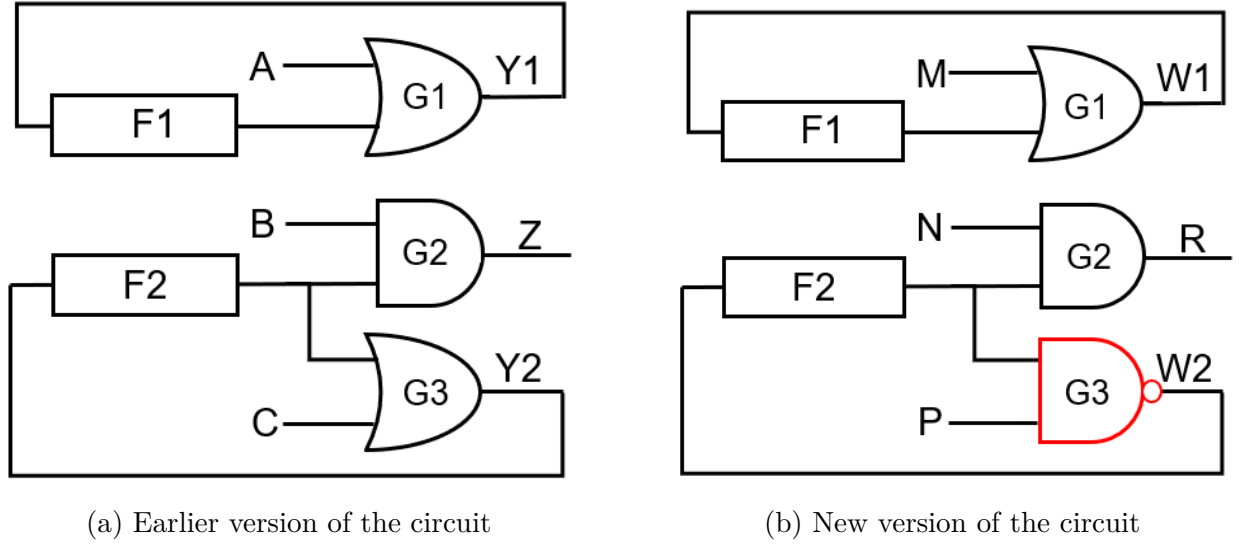 A
G1
Y1
F1
B
G2
Z
F2
G3
Y2
C
(a) Earlier version of the circuit
M
G1
W1
F1
N
G2
R
F2
G3
W2
P
(b) New version of the circuit